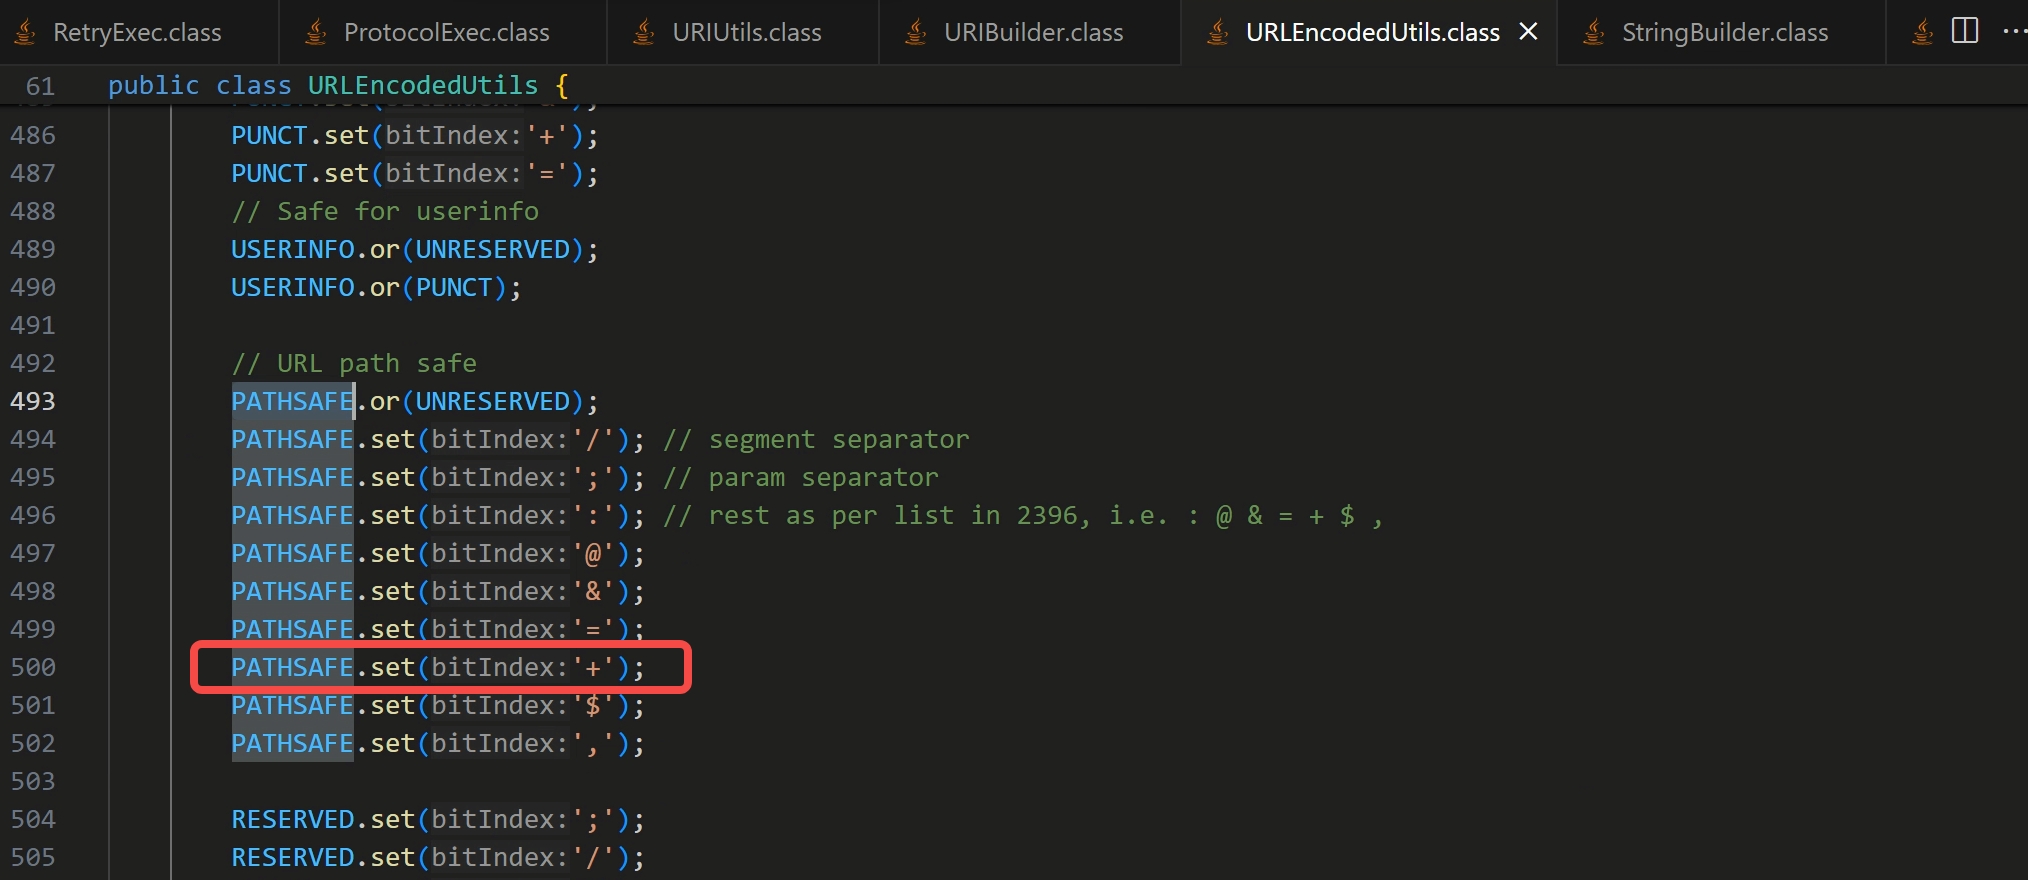 RetryExec.class ProtocolExec.class URIUtils.class URIBuilder.class URLEncodedUtils.class StringBuilder.class
61 public class URLEncodedUtils {
486 PUNCT.set(bitIndex:'+');
487 PUNCT.set(bitIndex:'=');
488 // Safe for userinfo
489 USERINFO.or(UNRESERVED);
490 USERINFO.or(PUNCT);
491
492 // URL path safe
493 PATHSAFE.or(UNRESERVED);
494 PATHSAFE.set(bitIndex:'/'); // segment separator
495 PATHSAFE.set(bitIndex:';'); // param separator
496 PATHSAFE.set(bitIndex:':'); // rest as per list in 2396, i.e. : @ & = + $ ,
497 PATHSAFE.set(bitIndex:'@');
498 PATHSAFE.set(bitIndex:'&');
499 PATHSAFE.set(bitIndex:'=');
500 PATHSAFE.set(bitIndex:'+');
501 PATHSAFE.set(bitIndex:'$');
502 PATHSAFE.set(bitIndex:',');
503
504 RESERVED.set(bitIndex:';');
505 RESERVED.set(bitIndex:'/');